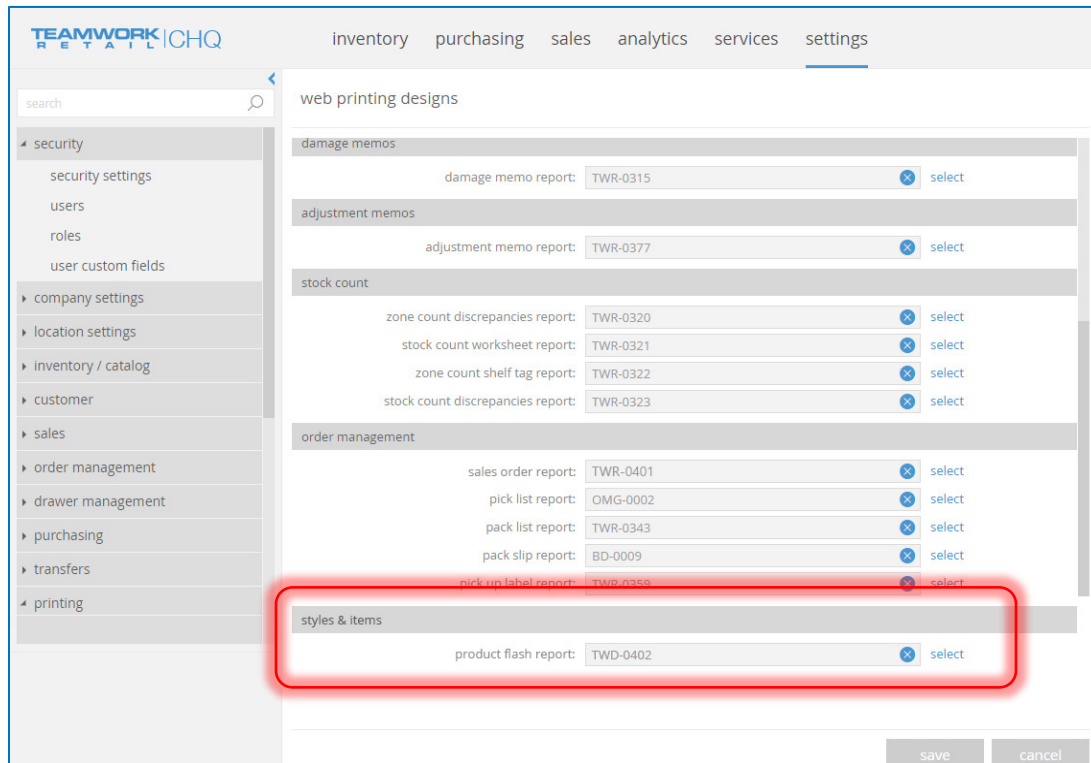 TEAMWORK RETAIL | CHQ
inventory purchasing sales analytics services settings
search
security
security settings
users
roles
user custom fields
company settings
location settings
inventory / catalog
customer
sales
order management
drawer management
purchasing
transfers
printing
web printing designs
damage memos
damage memo report: TWR-0315 select
adjustment memos
adjustment memo report: TWR-0377 select
stock count
zone count discrepancies report: TWR-0320 select
stock count worksheet report: TWR-0321 select
zone count shelf tag report: TWR-0322 select
stock count discrepancies report: TWR-0323 select
order management
sales order report: TWR-0401 select
pick list report: OMG-0002 select
pack list report: TWR-0343 select
pack slip report: BD-0009 select
pick up label report: TWR-0359 select
styles & items
product flash report: TWD-0402 select
save cancel